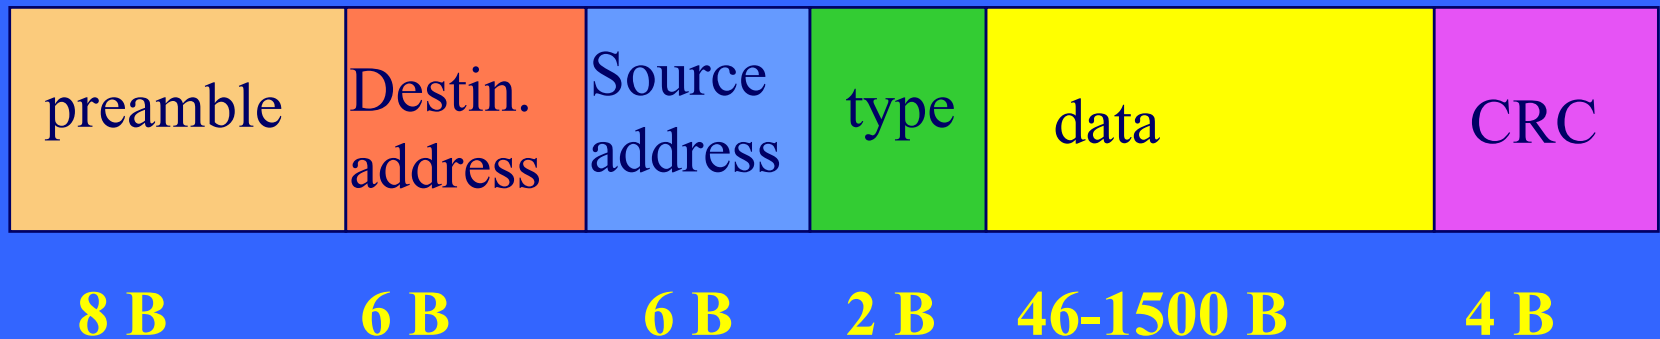 preamble
Destin.
address
Source
address
type
data
CRC
8 B
6 B
6 B
2 B
46-1500 B
4 B